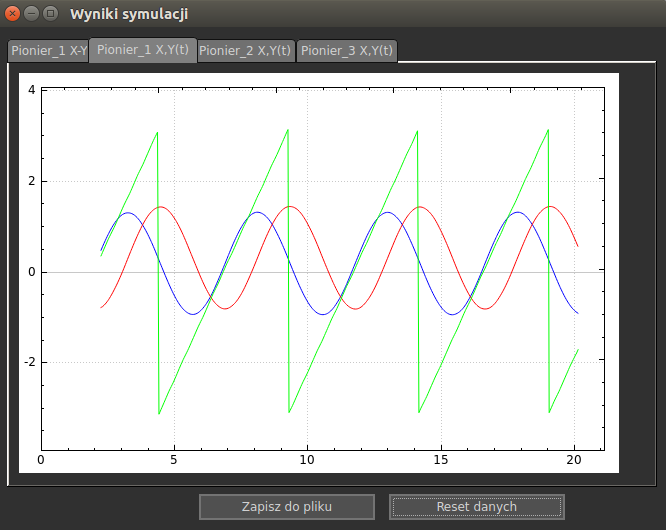 Wyniki symulacji
Pionier_1 X-Y Pionier_1 X,Y(t) Pionier_2 X,Y(t) Pionier_3 X,Y(t)
4
2
0
-2
0 5 10 15 20
Zapisz do pliku Reset danych